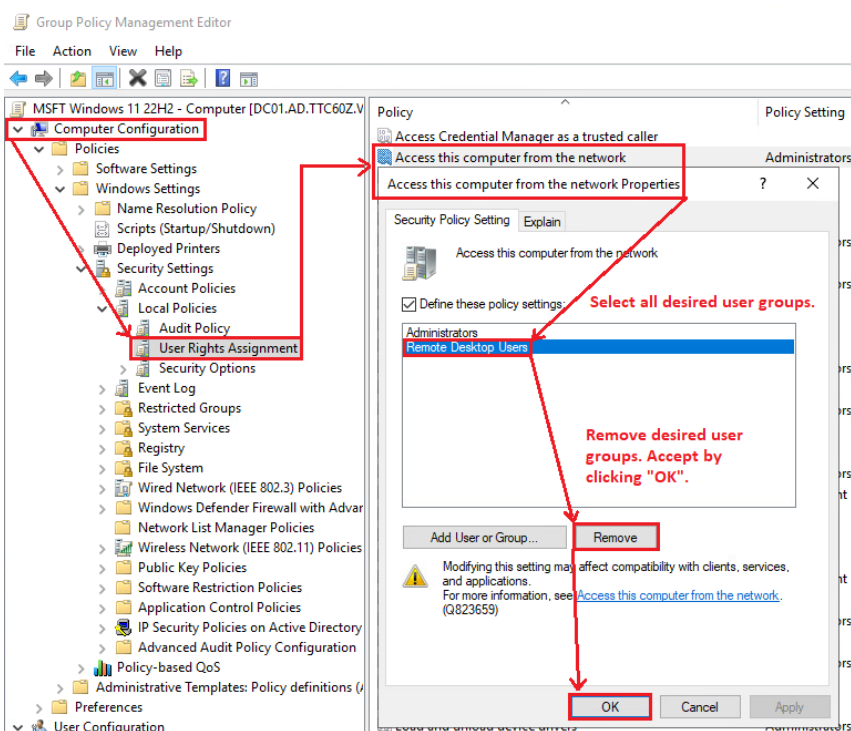 Group Policy Management Editor
File Action View Help
MSFT Windows 11 22H2 - Computer [DC01.AD.TTC60Z.V
Computer Configuration
Policies
Software Settings
Windows Settings
Name Resolution Policy
Scripts (Startup/Shutdown)
Deployed Printers
Security Settings
Account Policies
Local Policies
Audit Policy
User Rights Assignment
Security Options
Event Log
Restricted Groups
System Services
Registry
File System
Wired Network (IEEE 802.3) Policies
Windows Defender Firewall with Advar
Network List Manager Policies
Wireless Network (IEEE 802.11) Policies
Public Key Policies
Software Restriction Policies
Application Control Policies
IP Security Policies on Active Directory
Advanced Audit Policy Configuration
Policy-based QoS
Administrative Templates: Policy definitions (
Preferences
User Configuration
Policy Policy Setting
Access Credential Manager as a trusted caller
Access this computer from the network Administrators
Access this computer from the network Properties ? X
Security Policy Setting Explain
Access this computer from the network
Define these policy settings:
Select all desired user groups.
Administrators
Remote Desktop Users
Remove desired user
groups. Accept by
clicking "OK".
Add User or Group... Remove
Modifying this setting may affect compatibility with clients, services,
and applications.
For more information, see Access this computer from the network.
(Q823659)
OK Cancel Apply